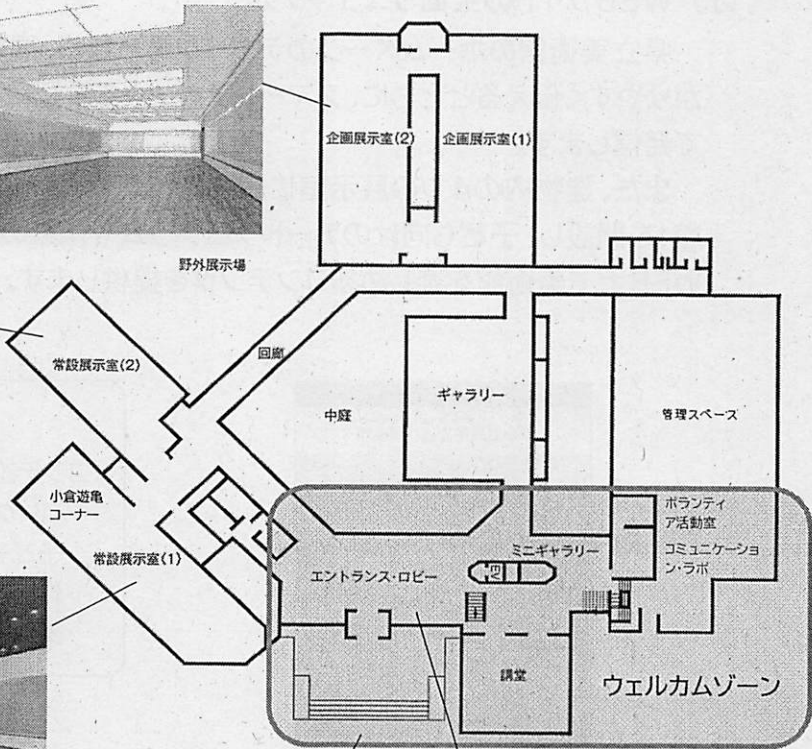 企画展示室(2)
企画展示室(1)
野外展示場
常設展示室(2)
回廊
中庭
ギャラリー
管理スペース
小倉遊亀
コーナー
常設展示室(1)
ボランティ
ア活動室
コミュニケーショ
ン・ラボ
ミニギャラリー
エントランス・ロビー
EV
講堂
ウェルカムゾーン